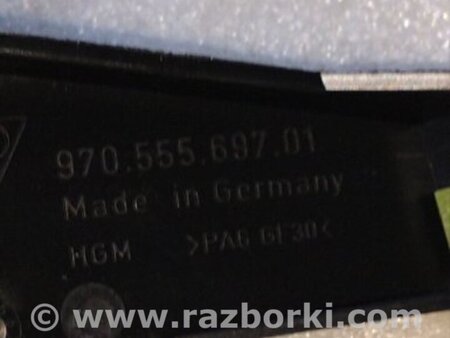 970.555.697.01
Made in Germany
HGM >PA6 GF30<
© www.razborki.com